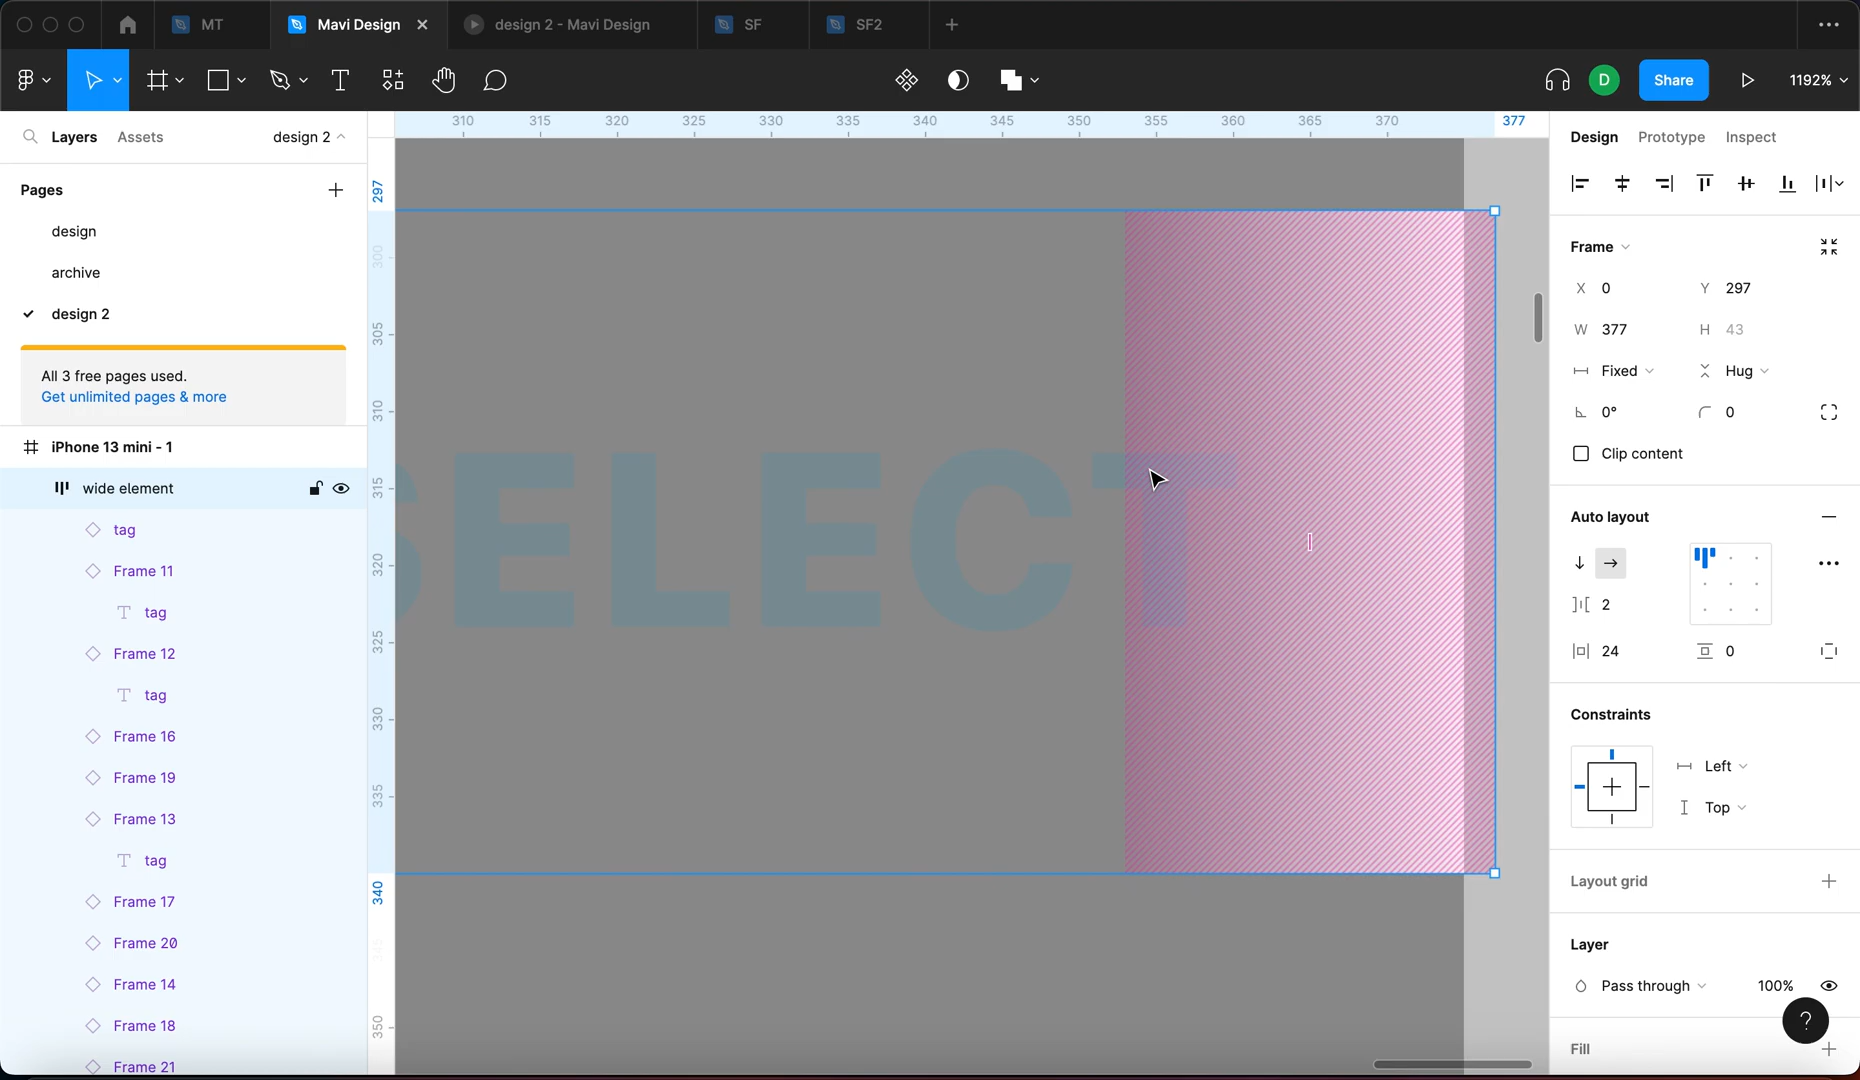 MT
Mavi Design
design 2 - Mavi Design
SF
SF2
D
Share
1192%
Layers
Assets
design 2
Pages
design
archive
design 2
All 3 free pages used.
Get unlimited pages & more
iPhone 13 mini - 1
wide element
tag
Frame 11
tag
Frame 12
tag
Frame 16
Frame 19
Frame 13
tag
Frame 17
Frame 20
Frame 14
Frame 18
Frame 21
310 315 320 325 330 335 340 345 350 355 360 365 370 377
297
300
305
310
315
320
325
330
335
340
345
350
SELECT
Design
Prototype
Inspect
Frame
X 0
Y 297
W 377
H 43
Fixed
Hug
0°
0
Clip content
Auto layout
2
24
0
Constraints
Left
Top
Layout grid
Layer
Pass through
100%
?
Fill